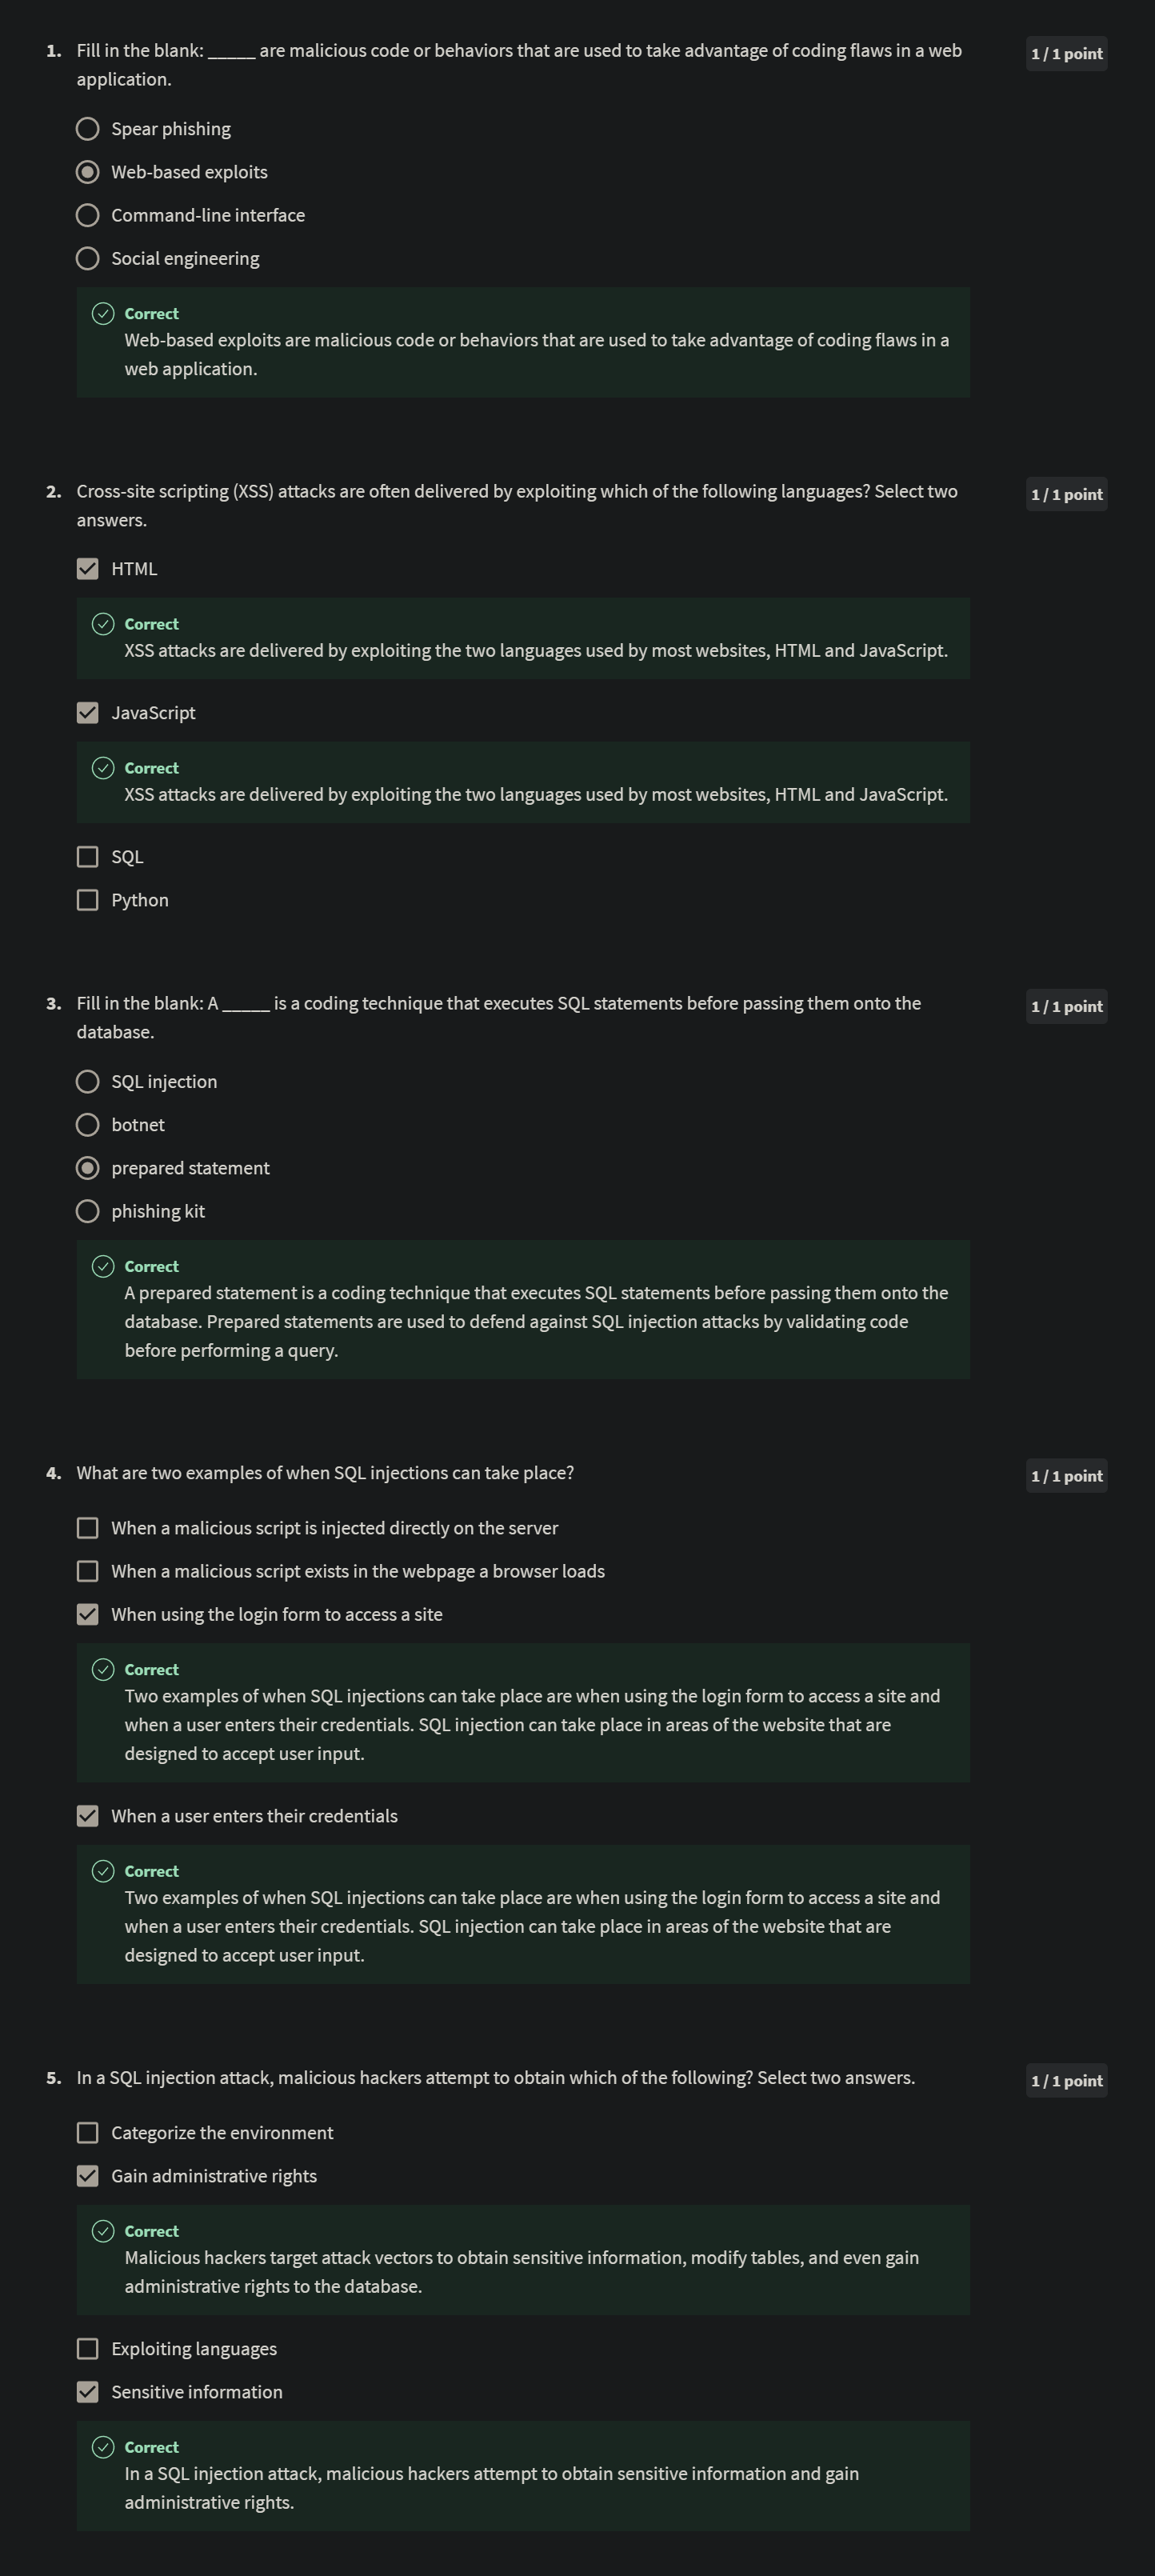 1. Fill in the blank: _____ are malicious code or behaviors that are used to take advantage of coding flaws in a web
application.
1 / 1 point
Spear phishing
Web-based exploits
Command-line interface
Social engineering
Correct
Web-based exploits are malicious code or behaviors that are used to take advantage of coding flaws in a
web application.
2. Cross-site scripting (XSS) attacks are often delivered by exploiting which of the following languages? Select two
answers.
1 / 1 point
HTML
Correct
XSS attacks are delivered by exploiting the two languages used by most websites, HTML and JavaScript.
JavaScript
Correct
XSS attacks are delivered by exploiting the two languages used by most websites, HTML and JavaScript.
SQL
Python
3. Fill in the blank: A _____ is a coding technique that executes SQL statements before passing them onto the
database.
1 / 1 point
SQL injection
botnet
prepared statement
phishing kit
Correct
A prepared statement is a coding technique that executes SQL statements before passing them onto the
database. Prepared statements are used to defend against SQL injection attacks by validating code
before performing a query.
4. What are two examples of when SQL injections can take place?
1 / 1 point
When a malicious script is injected directly on the server
When a malicious script exists in the webpage a browser loads
When using the login form to access a site
Correct
Two examples of when SQL injections can take place are when using the login form to access a site and
when a user enters their credentials. SQL injection can take place in areas of the website that are
designed to accept user input.
When a user enters their credentials
Correct
Two examples of when SQL injections can take place are when using the login form to access a site and
when a user enters their credentials. SQL injection can take place in areas of the website that are
designed to accept user input.
5. In a SQL injection attack, malicious hackers attempt to obtain which of the following? Select two answers.
1 / 1 point
Categorize the environment
Gain administrative rights
Correct
Malicious hackers target attack vectors to obtain sensitive information, modify tables, and even gain
administrative rights to the database.
Exploiting languages
Sensitive information
Correct
In a SQL injection attack, malicious hackers attempt to obtain sensitive information and gain
administrative rights.